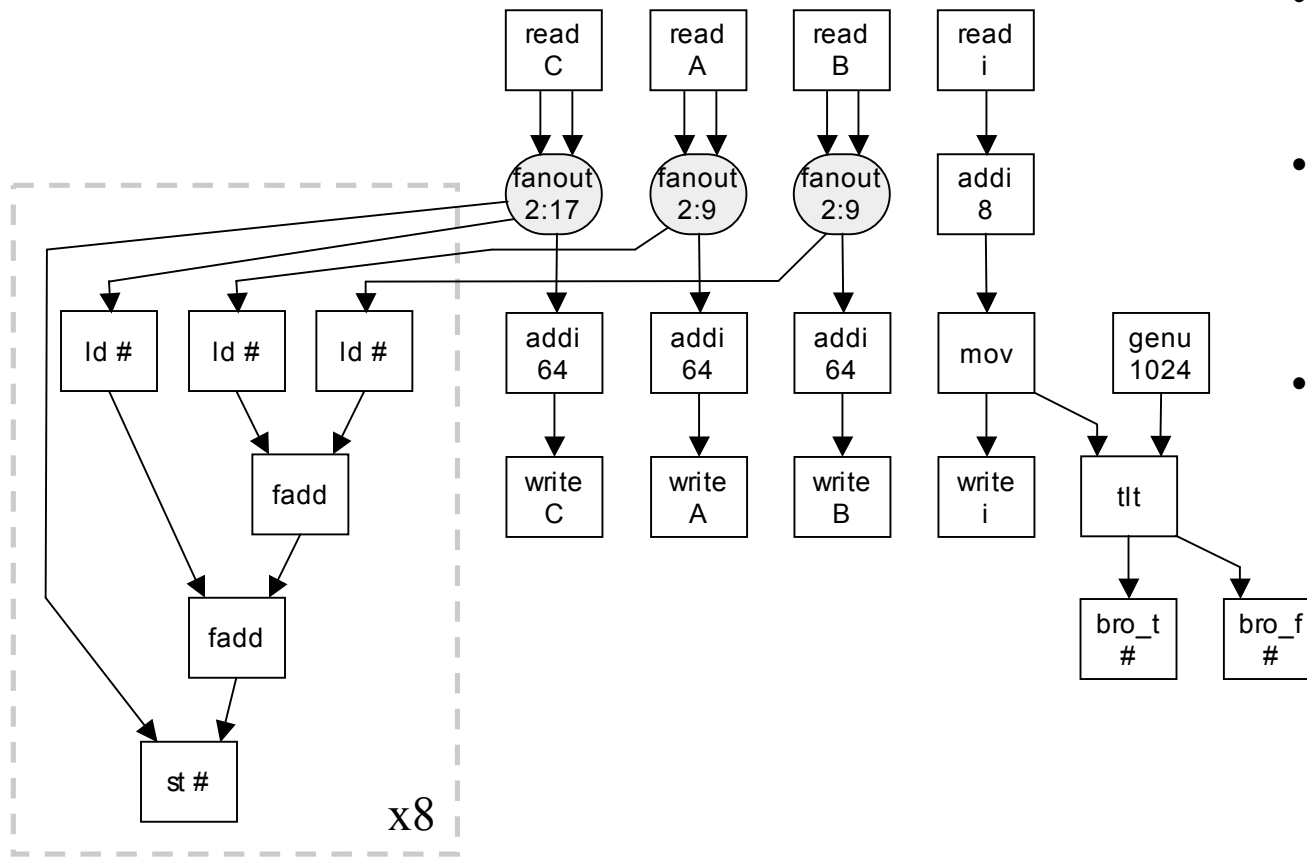 read
C
read
A
read
B
read
i
fanout
2:17
fanout
2:9
fanout
2:9
addi
8
ld #
ld #
ld #
addi
64
addi
64
addi
64
mov
genu
1024
fadd
write
C
write
A
write
B
write
i
tlt
fadd
bro_t
#
bro_f
#
st #
x8